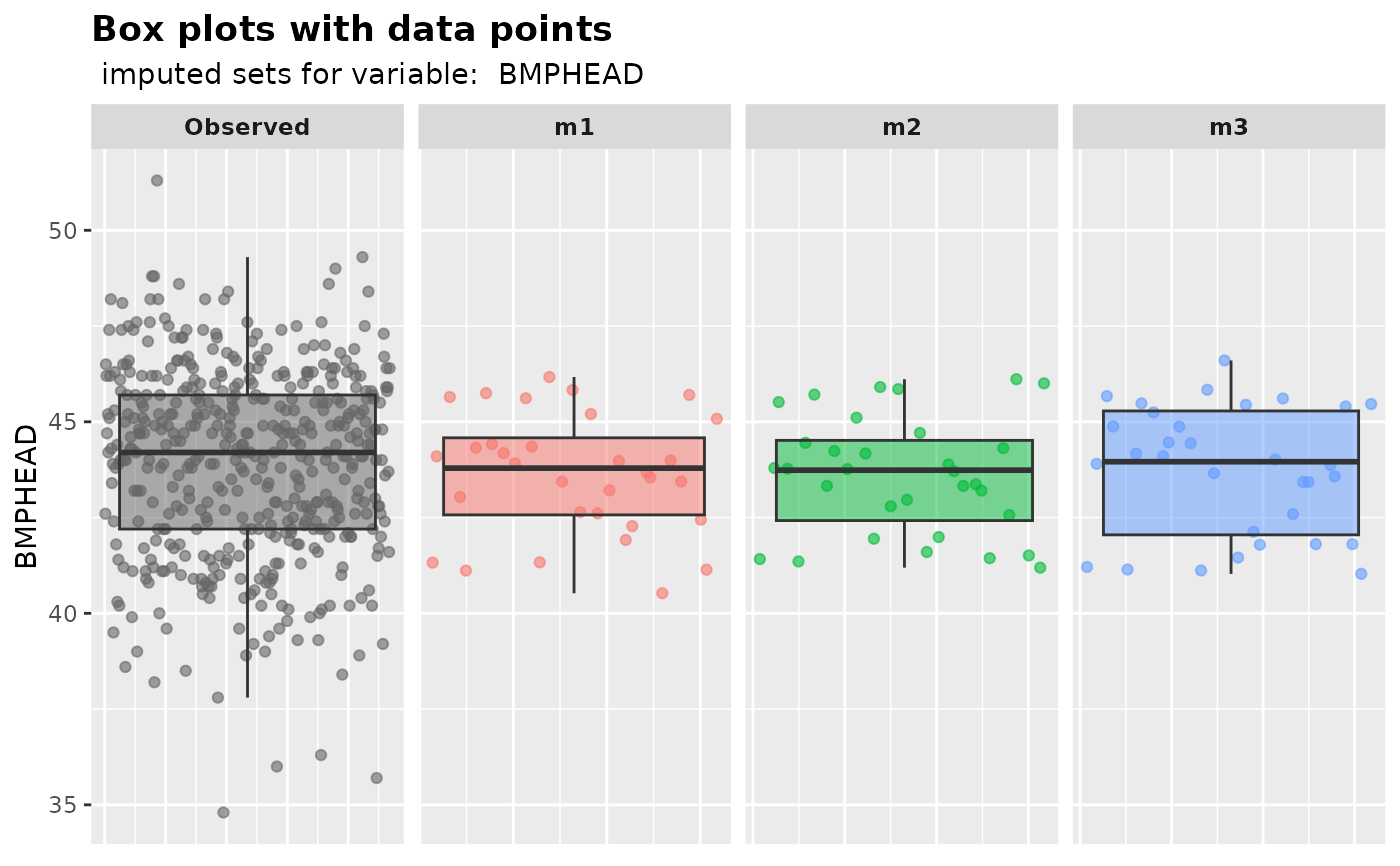 Box plots with data points
imputed sets for variable:  BMPHEAD
Observed
m1
m2
m3
BMPHEAD
50
45
40
35